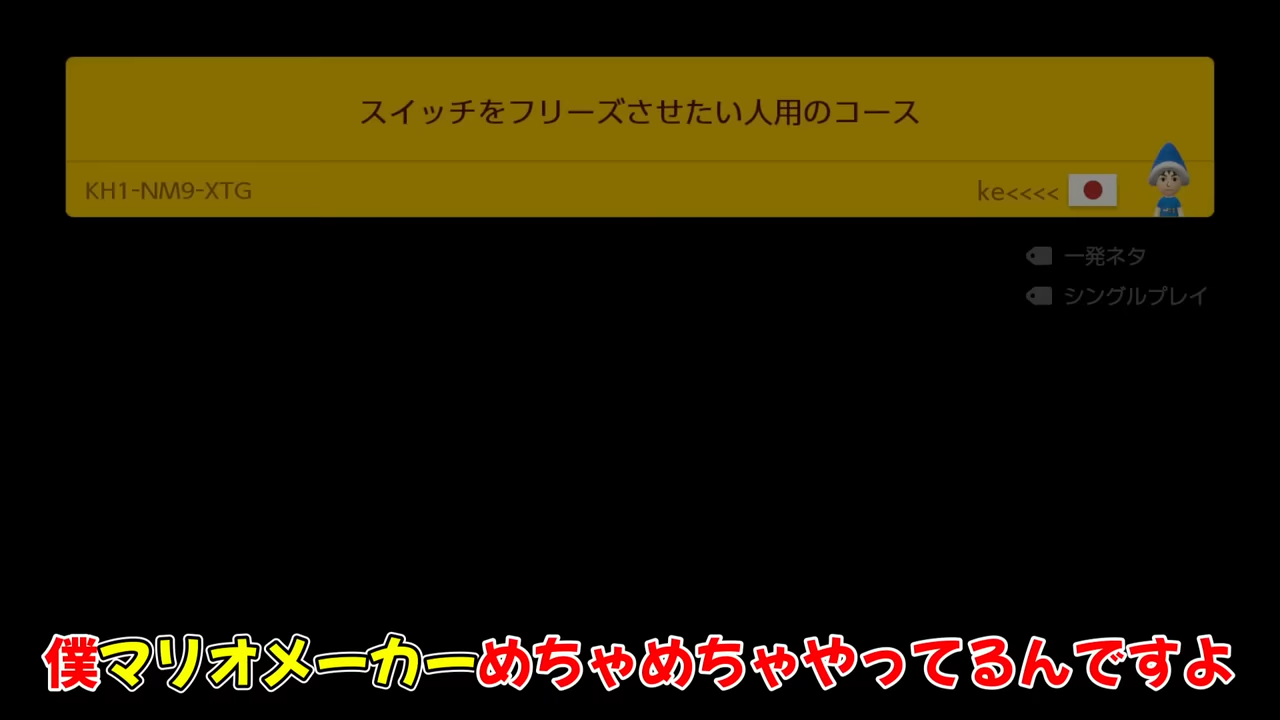 スイッチをフリーズさせたい人用のコース
KH1-NM9-XTG
ke<<<<
一発ネタ
シングルプレイ
僕マリオメーカーめちゃめちゃやってるんですよ